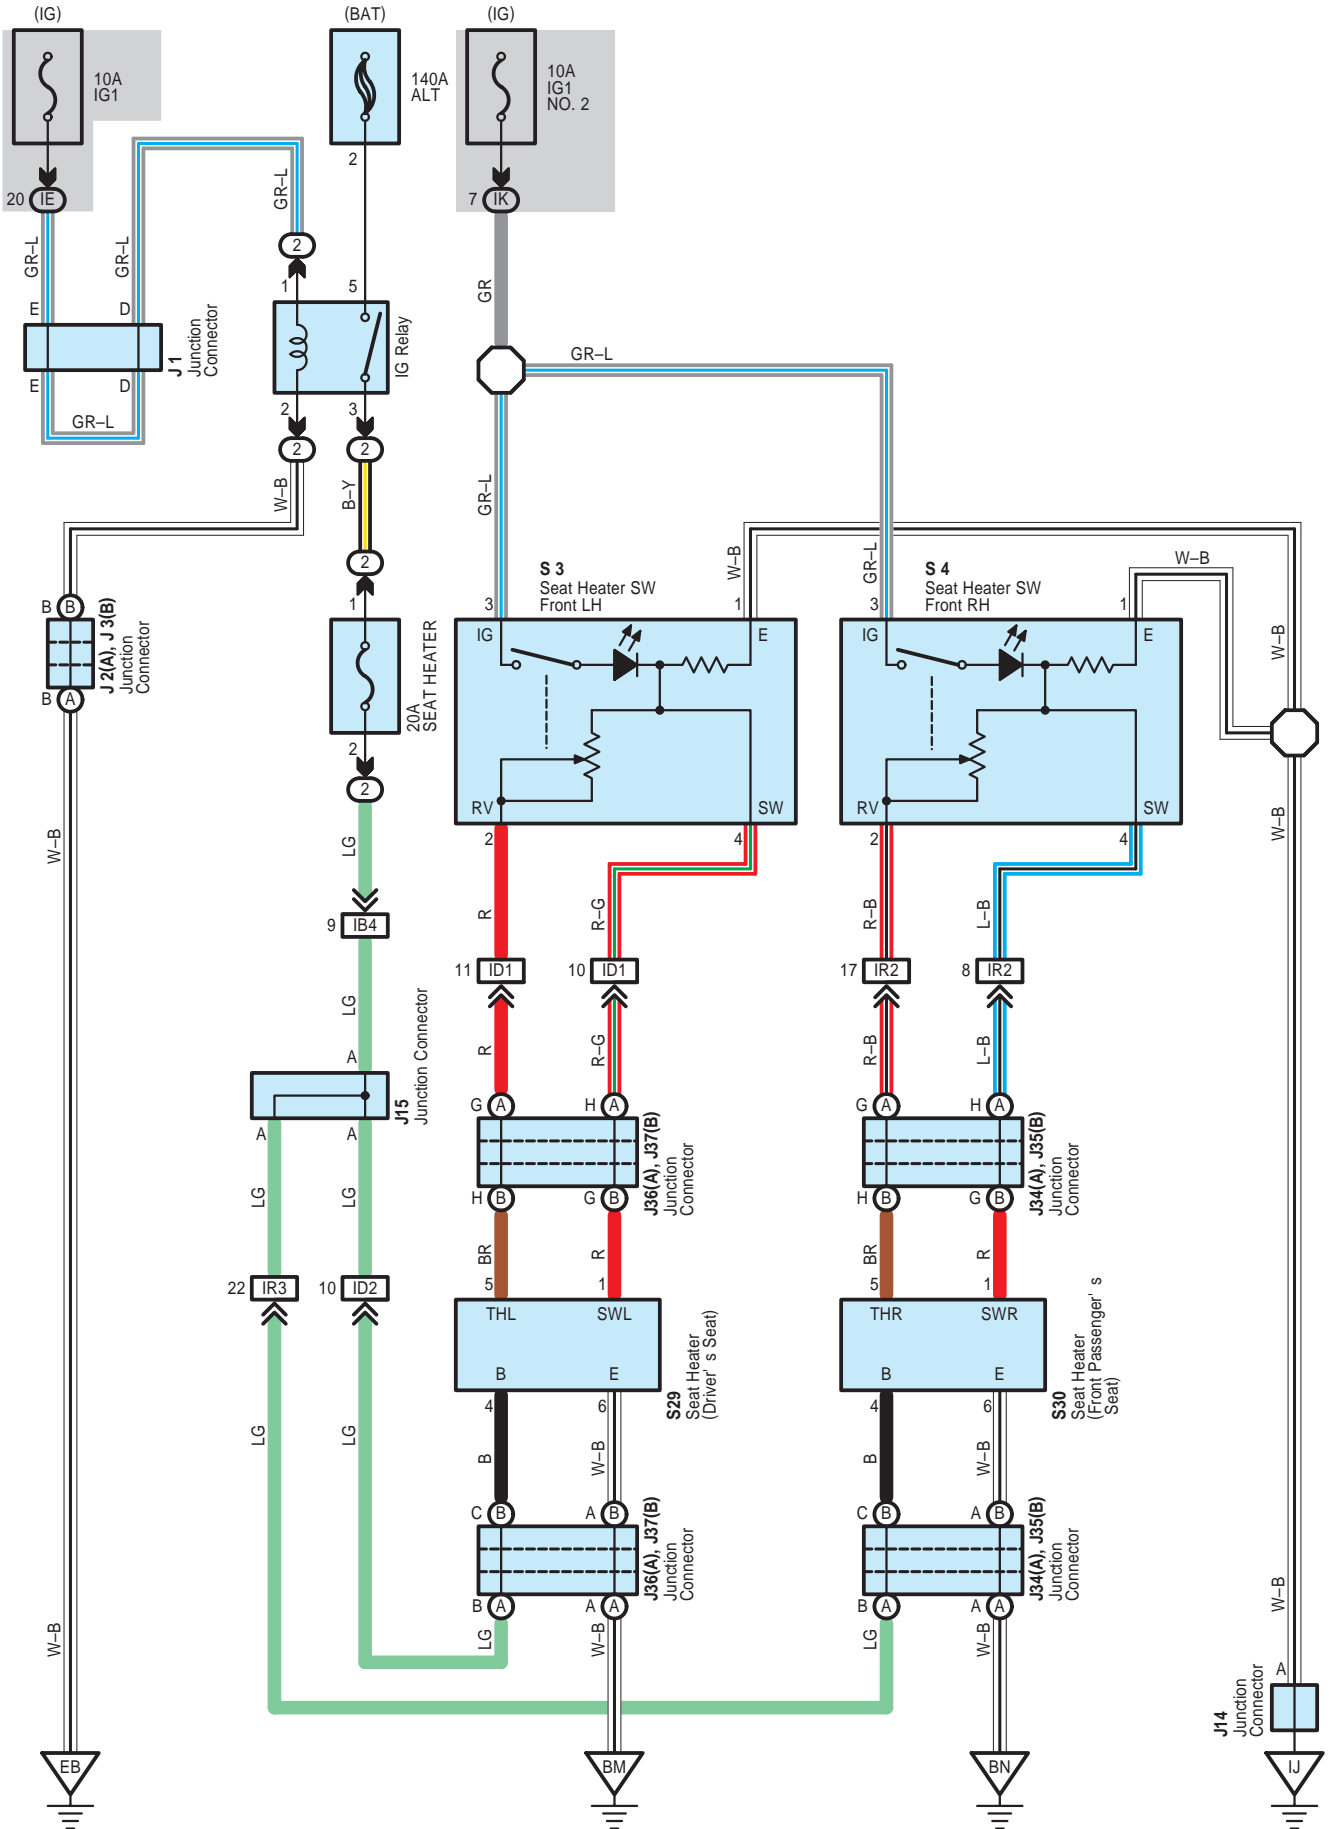 (IG)
(BAT)
(IG)
10A
IG1
140A
ALT
10A
IG1
NO. 2
2
20
IE
7
IK
GR–L
GR–L
GR–L
GR
2
1
5
E
D
J 1
Junction
Connector
IG Relay
GR–L
E
D
GR–L
2
3
2
2
W–B
B–Y
GR–L
2
1
W–B
GR–L
W–B
S 3
Seat Heater SW
Front LH
S 4
Seat Heater SW
Front RH
3
1
3
1
B
B
J 2(A), J 3(B)
Junction
Connector
B
A
20A
SEAT HEATER
IG
E
IG
E
W–B
2
2
RV
SW
RV
SW
2
4
2
4
W–B
W–B
LG
R
R–G
R–B
L–B
9
IB4
11
ID1
10
ID1
17
IR2
8
IR2
LG
R
R–G
R–B
L–B
A
J15
Junction Connector
A
A
G
A
H
A
G
A
H
A
J36(A), J37(B)
Junction
Connector
J34(A), J35(B)
Junction
Connector
H
B
G
B
H
B
G
B
LG
LG
BR
R
BR
R
22
IR3
10
ID2
5
1
5
1
THL
SWL
THR
SWR
B
E
B
E
S29
Seat Heater
(Driver' s Seat)
S30
Seat Heater
(Front Passenger' s
Seat)
4
6
4
6
LG
LG
B
W–B
B
W–B
C
B
A
B
C
B
A
B
J36(A), J37(B)
Junction
Connector
J34(A), J35(B)
Junction
Connector
B
A
A
A
B
A
A
A
W–B
LG
W–B
LG
W–B
W–B
A
J14
Junction
Connector
EB
BM
BN
IJ